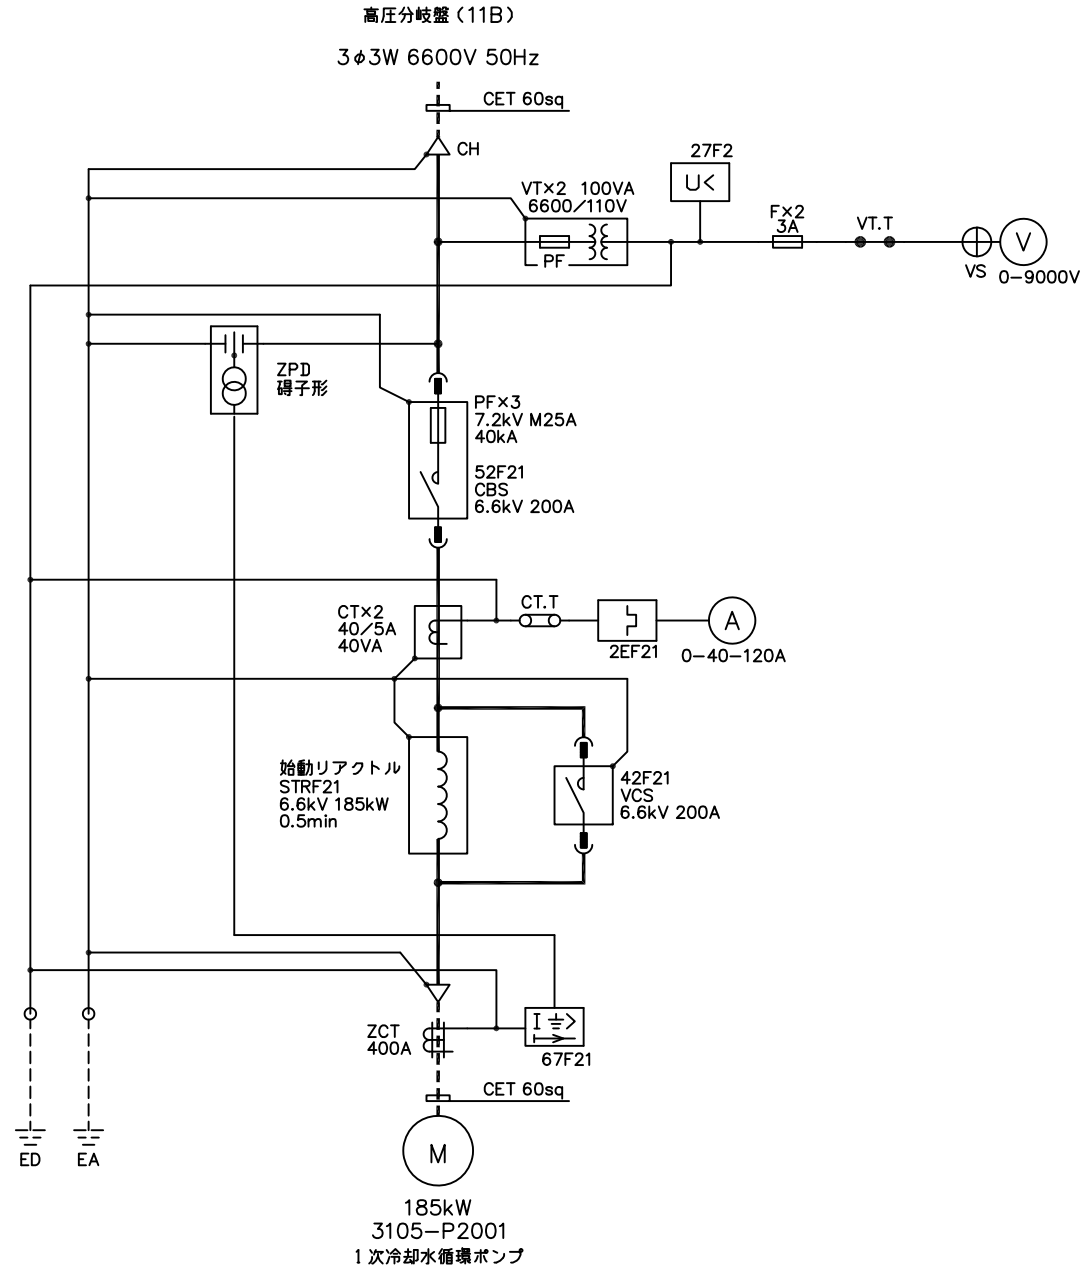 高圧分岐盤（11B）
3φ3W 6600V 50Hz
CET 60sq
CH
27F2
U<
VT×2 100VA
6600/110V
PF
F×2
3A
VT.T
VS
V
0-9000V
ZPD
碍子形
PF×3
7.2kV M25A
40kA
52F21
CBS
6.6kV 200A
CT×2
40/5A
40VA
CT.T
2EF21
A
0-40-120A
始動リアクトル
STRF21
6.6kV 185kW
0.5min
42F21
VCS
6.6kV 200A
ZCT
400A
I >
67F21
CET 60sq
ED
EA
M
185kW
3105-P2001
1次冷却水循環ポンプ